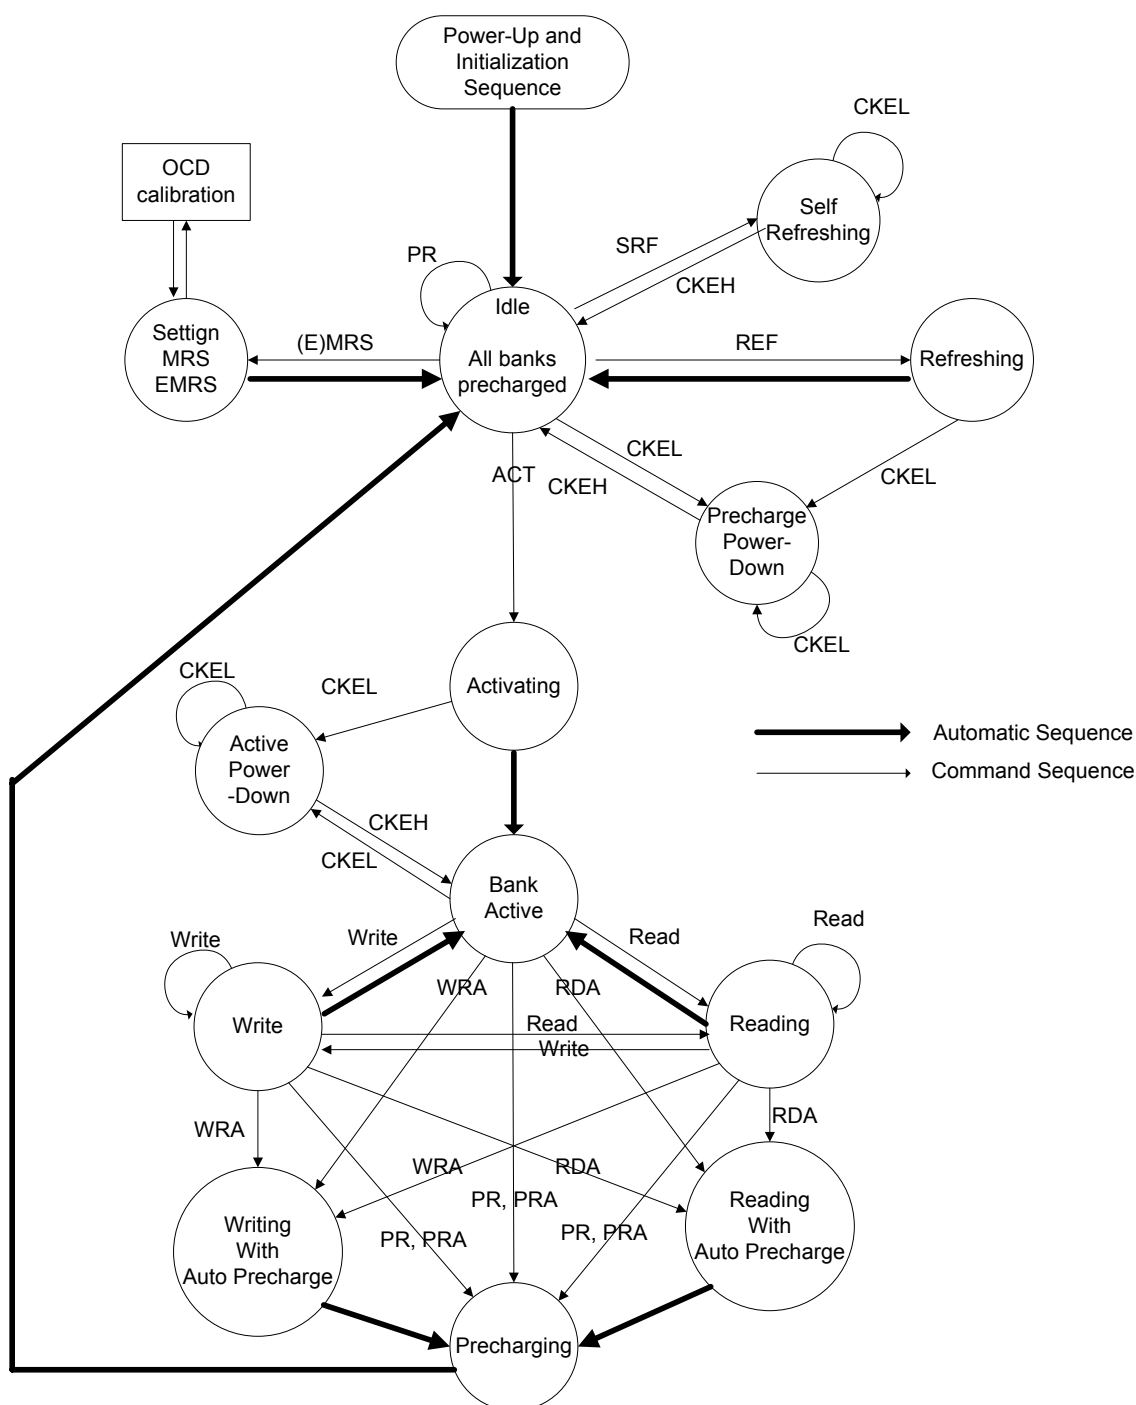 Power-Up and
Initialization
Sequence
CKEL
OCD
calibration
Self
Refreshing
SRF
PR
CKEH
Idle
Settign
MRS
EMRS
(E)MRS
All banks
precharged
REF
Refreshing
CKEL
ACT
CKEH
CKEL
Precharge
Power-
Down
CKEL
Activating
CKEL
CKEL
Active
Power
-Down
Automatic Sequence
Command Sequence
CKEH
CKEL
Bank
Active
Write
Write
Read
Read
WRA
RDA
Write
Read
Write
Reading
WRA
RDA
WRA
RDA
PR, PRA
PR, PRA
PR, PRA
Writing
With
Auto Precharge
Reading
With
Auto Precharge
Precharging